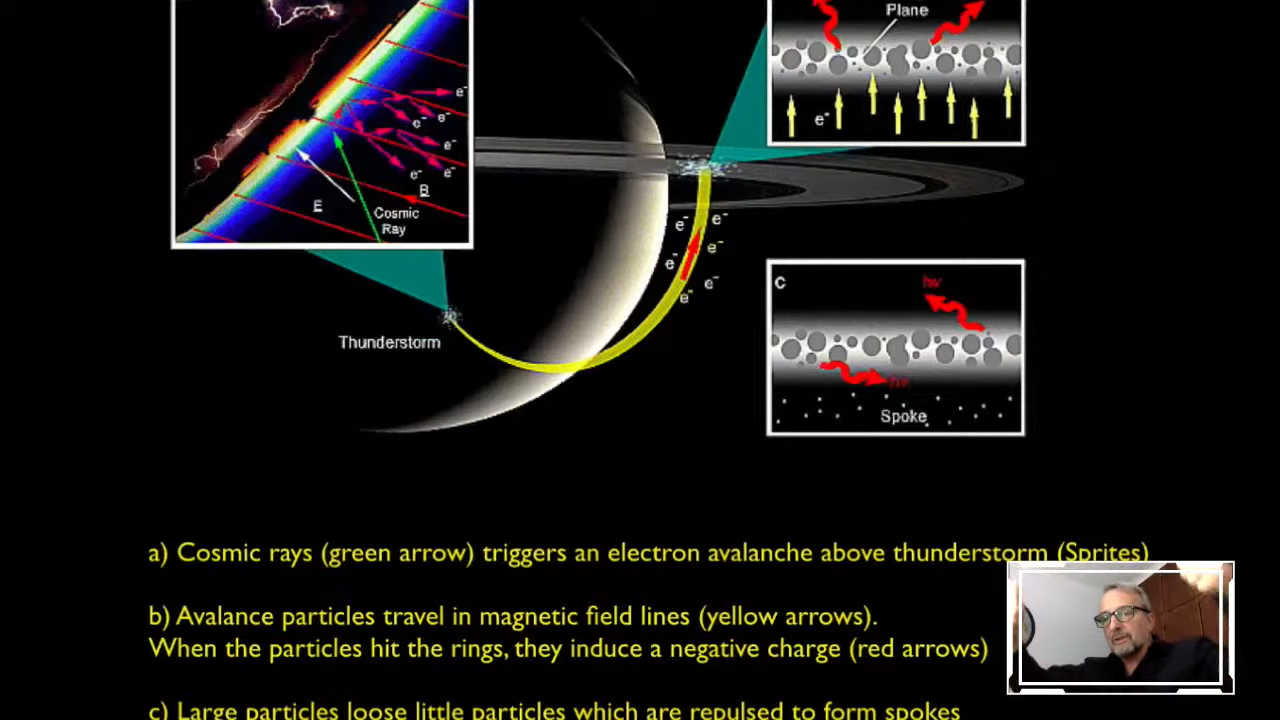 Plane
e-
e-
e-
e-
e-
e-
E
B
Cosmic
Ray
e-
e-
e-
e-
e-
e-
e-
Thunderstorm
C
hν
hν
Spoke
a) Cosmic rays (green arrow) triggers an electron avalanche above thunderstorm (Sprites)
b) Avalance particles travel in magnetic field lines (yellow arrows).
When the particles hit the rings, they induce a negative charge (red arrows)
c) Large particles loose little particles which are repulsed to form spokes